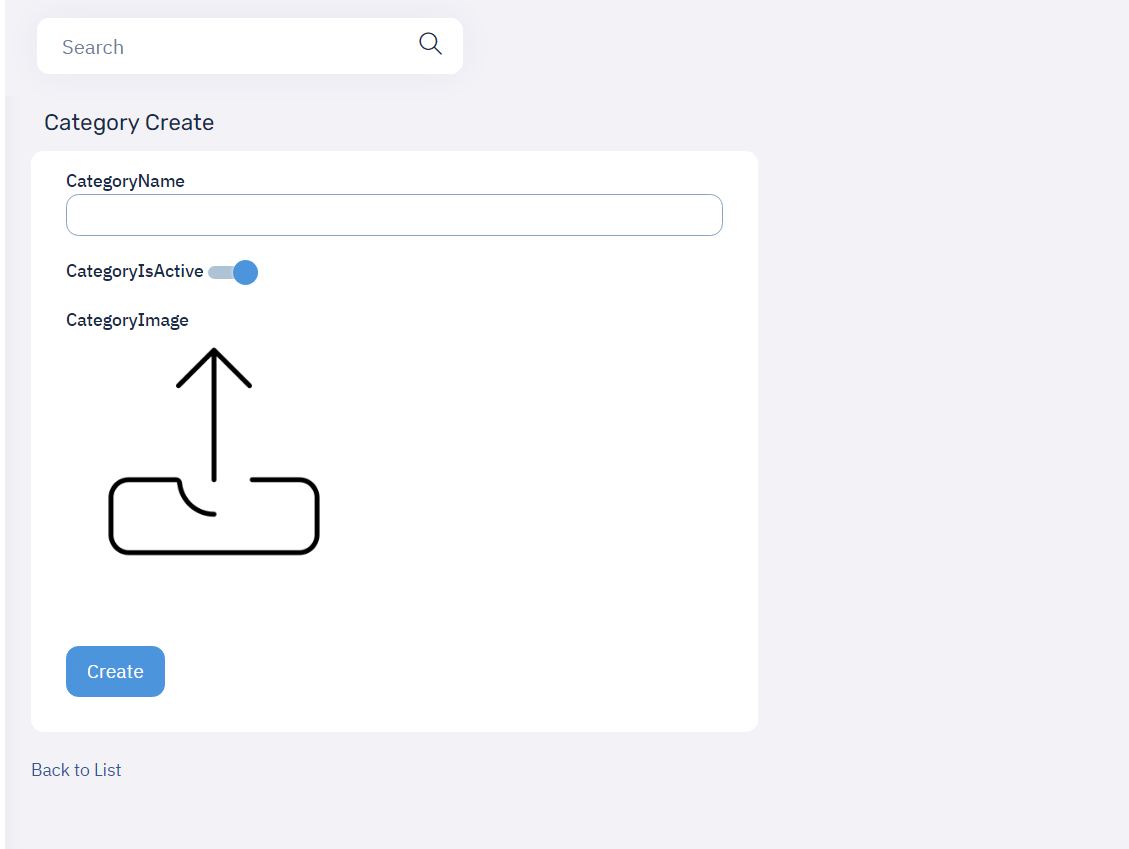 Search
Category Create
CategoryName
CategoryIsActive
CategoryImage
Create
Back to List